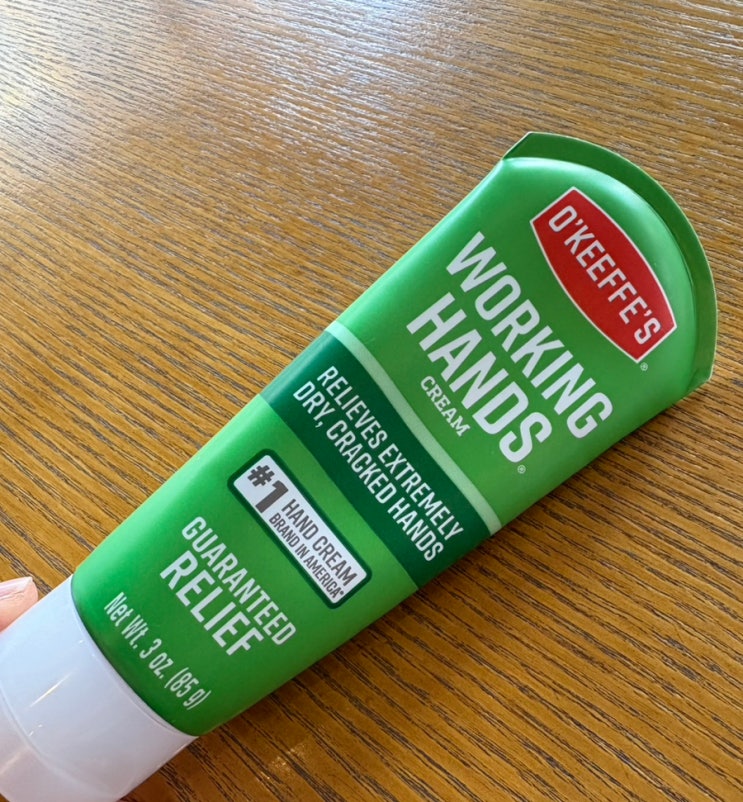 O'KEEFFE'S®
WORKING
HANDS®
CREAM
RELIEVES EXTREMELY
DRY, CRACKED HANDS
#1 HAND CREAM
BRAND IN AMERICA*
GUARANTEED
RELIEF
Net Wt. 3 oz. (85 g)